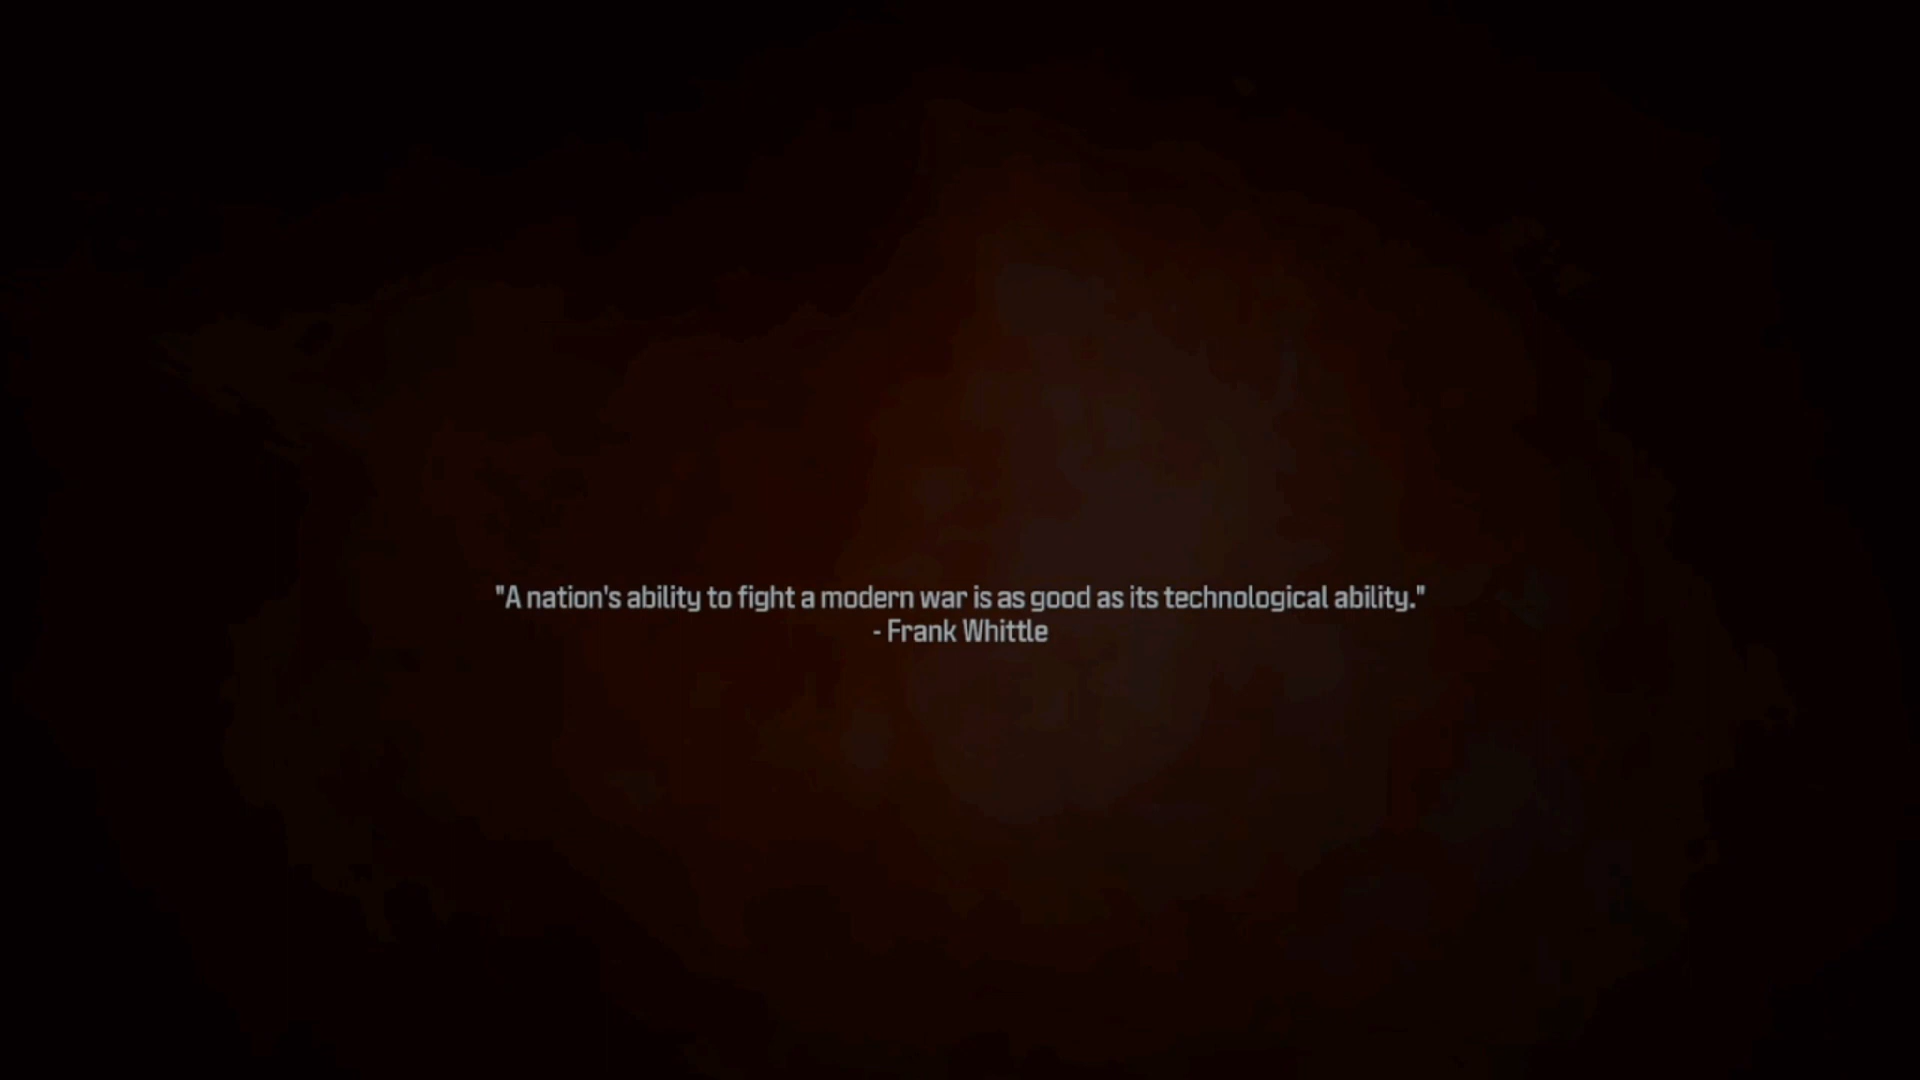 "A nation's ability to fight a modern war is as good as its technological ability."
- Frank Whittle